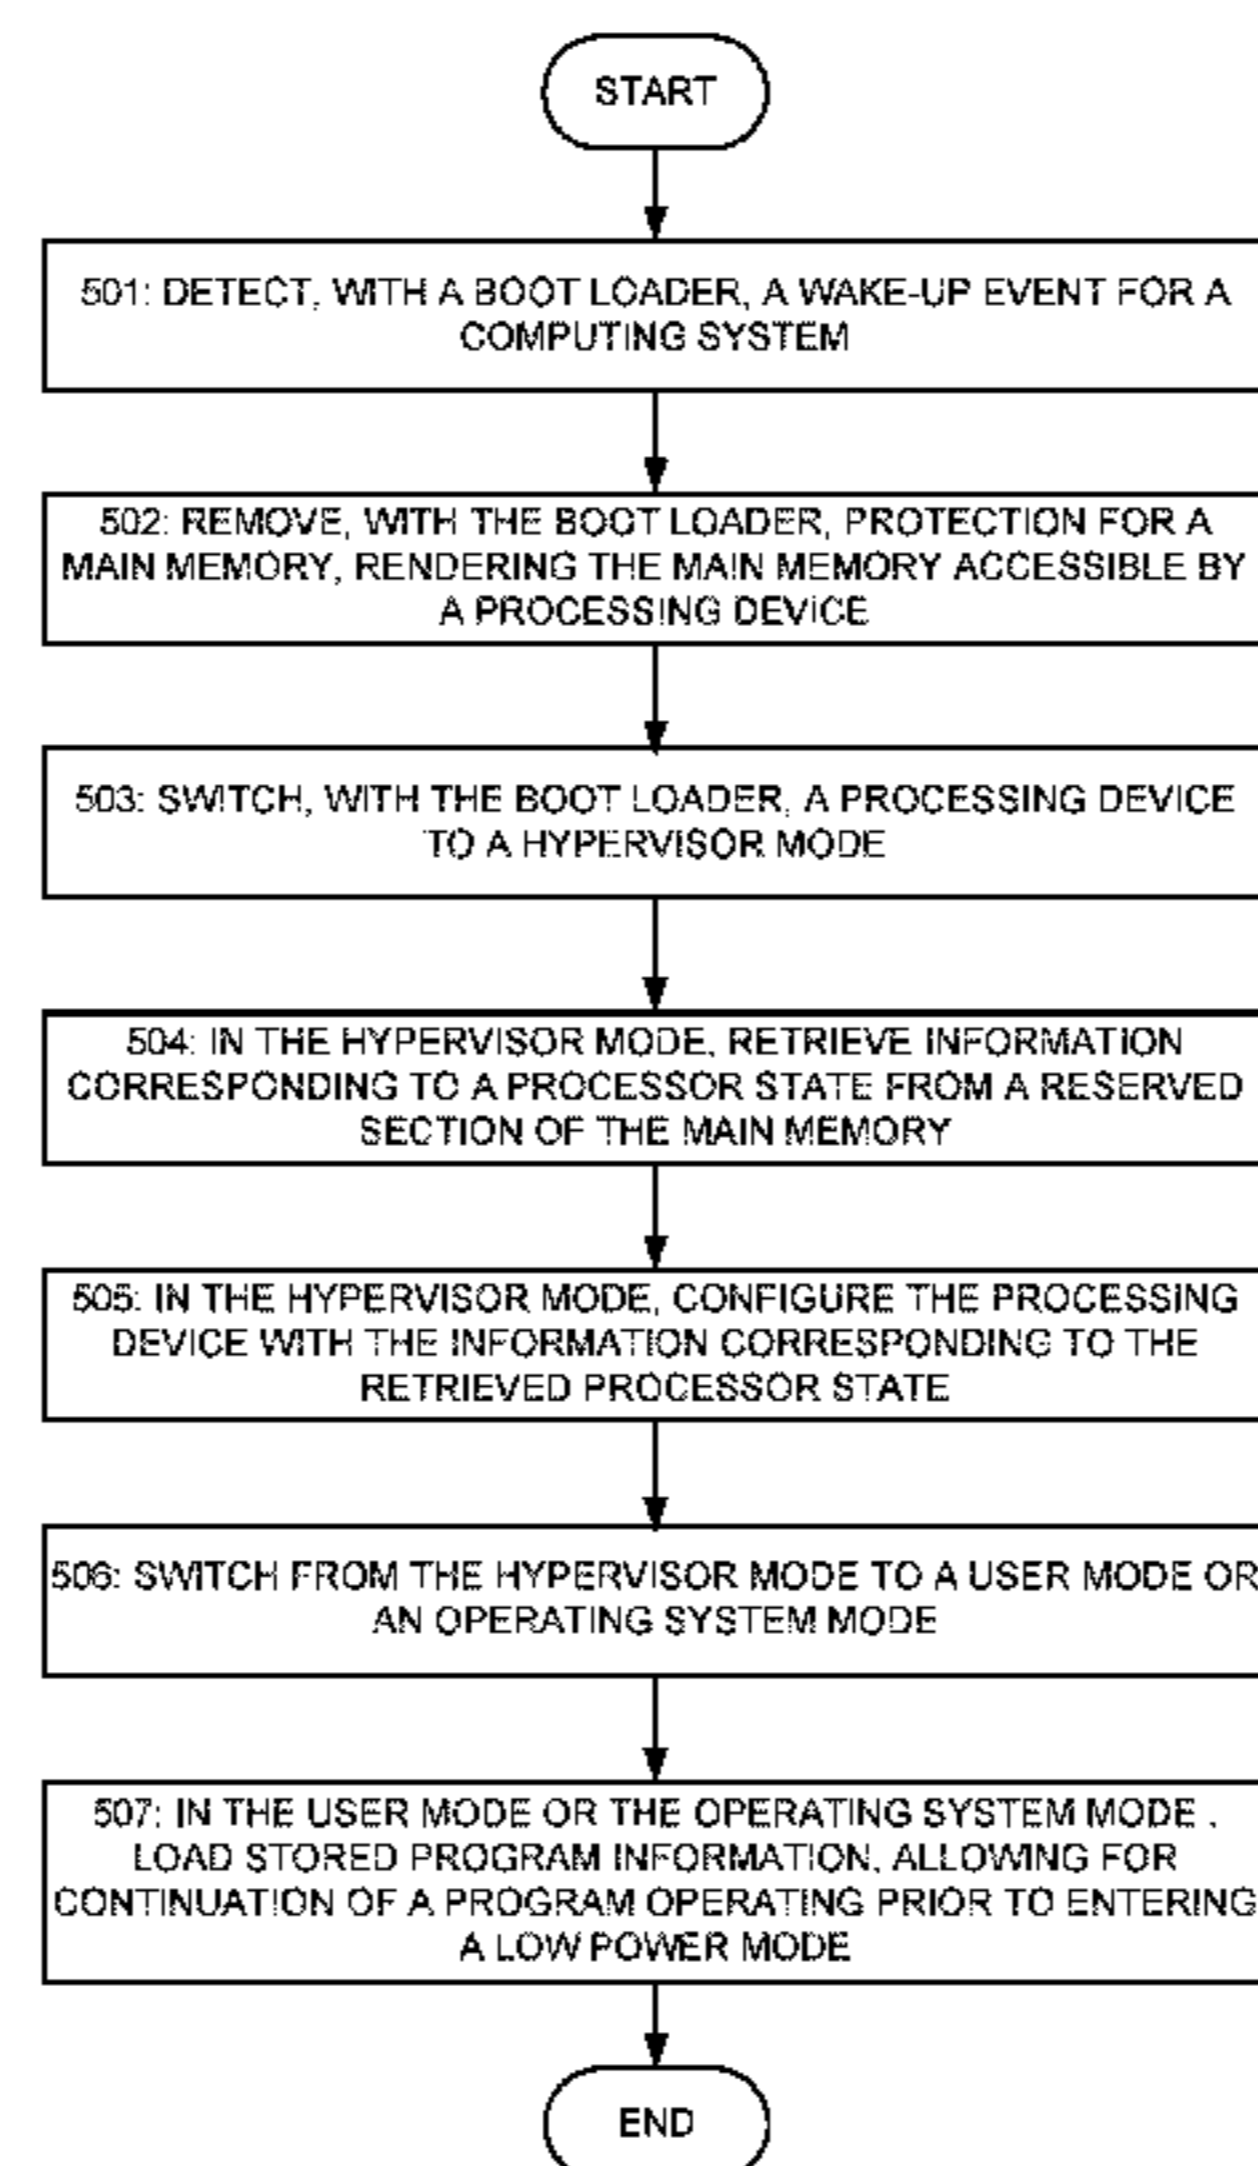 START
501: DETECT, WITH A BOOT LOADER, A WAKE-UP EVENT FOR A
COMPUTING SYSTEM
502: REMOVE, WITH THE BOOT LOADER, PROTECTION FOR A
MAIN MEMORY, RENDERING THE MAIN MEMORY ACCESSIBLE BY
A PROCESSING DEVICE
503: SWITCH, WITH THE BOOT LOADER, A PROCESSING DEVICE
TO A HYPERVISOR MODE
504: IN THE HYPERVISOR MODE, RETRIEVE INFORMATION
CORRESPONDING TO A PROCESSOR STATE FROM A RESERVED
SECTION OF THE MAIN MEMORY
505: IN THE HYPERVISOR MODE, CONFIGURE THE PROCESSING
DEVICE WITH THE INFORMATION CORRESPONDING TO THE
RETRIEVED PROCESSOR STATE
506: SWITCH FROM THE HYPERVISOR MODE TO A USER MODE OR
AN OPERATING SYSTEM MODE
507: IN THE USER MODE OR THE OPERATING SYSTEM MODE ,
LOAD STORED PROGRAM INFORMATION, ALLOWING FOR
CONTINUATION OF A PROGRAM OPERATING PRIOR TO ENTERING
A LOW POWER MODE
END